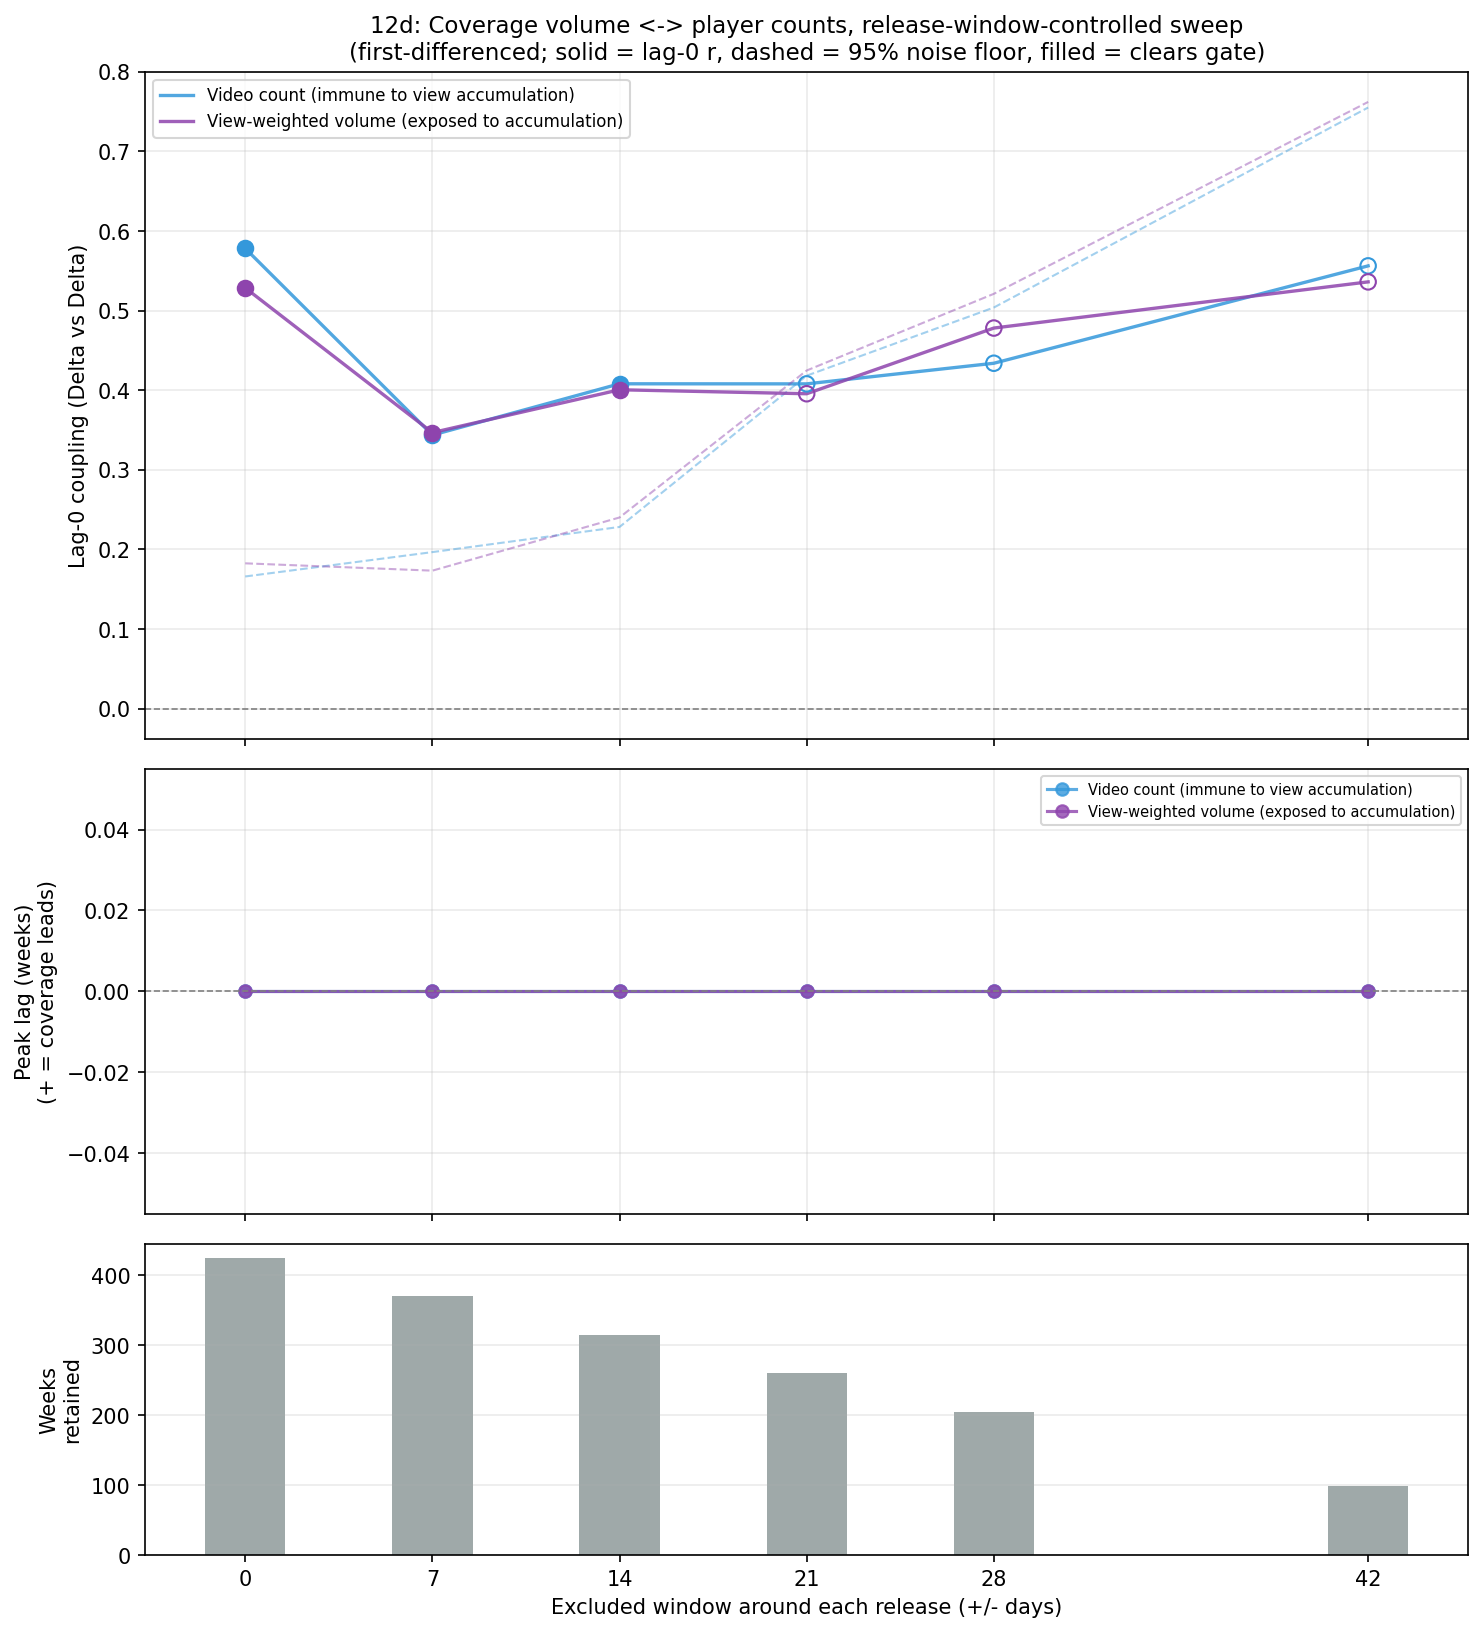 12d: Coverage volume <-> player counts, release-window-controlled sweep
(first-differenced; solid = lag-0 r, dashed = 95% noise floor, filled = clears gate)
Video count (immune to view accumulation)
View-weighted volume (exposed to accumulation)
Lag-0 coupling (Delta vs Delta)
0.8
0.7
0.6
0.5
0.4
0.3
0.2
0.1
0.0
Video count (immune to view accumulation)
View-weighted volume (exposed to accumulation)
Peak lag (weeks)
(+ = coverage leads)
0.04
0.02
0.00
−0.02
−0.04
Weeks
retained
400
300
200
100
0
0 7 14 21 28 42
Excluded window around each release (+/- days)